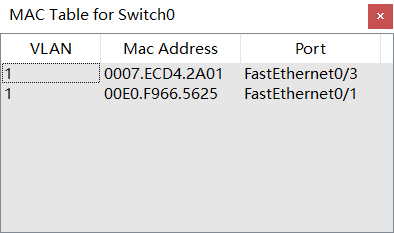 MAC Table for Switch0
VLAN Mac Address Port
1 0007.ECD4.2A01 FastEthernet0/3
1 00E0.F966.5625 FastEthernet0/1